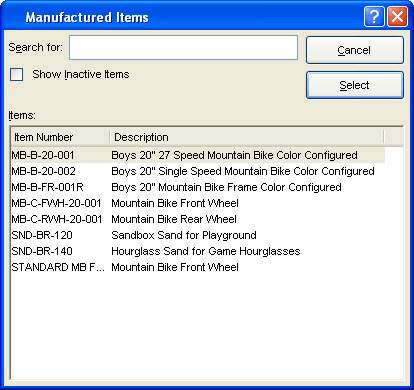 Manufactured Items
Search for:
Cancel
Show Inactive Items
Select
Items:
Item Number Description
MB-B-20-001 Boys 20" 27 Speed Mountain Bike Color Configured
MB-B-20-002 Boys 20" Single Speed Mountain Bike Color Configured
MB-B-FR-001R Boys 20" Mountain Bike Frame Color Configured
MB-C-FWH-20-001 Mountain Bike Front Wheel
MB-C-RWH-20-001 Mountain Bike Rear Wheel
SND-BR-120 Sandbox Sand for Playground
SND-BR-140 Hourglass Sand for Game Hourglasses
STANDARD MB F... Mountain Bike Front Wheel